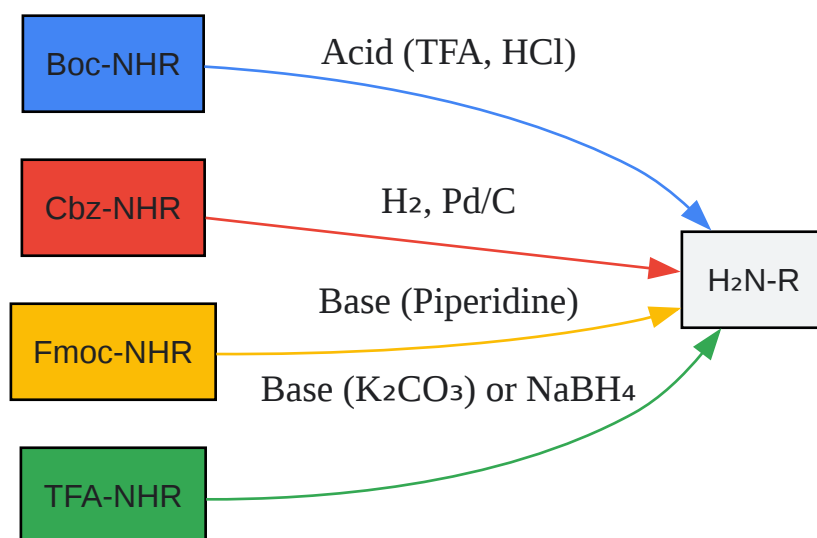 Boc-NHR
Acid (TFA, HCl)
Cbz-NHR
H₂, Pd/C
H₂N-R
Base (Piperidine)
Fmoc-NHR
Base (K₂CO₃) or NaBH₄
TFA-NHR